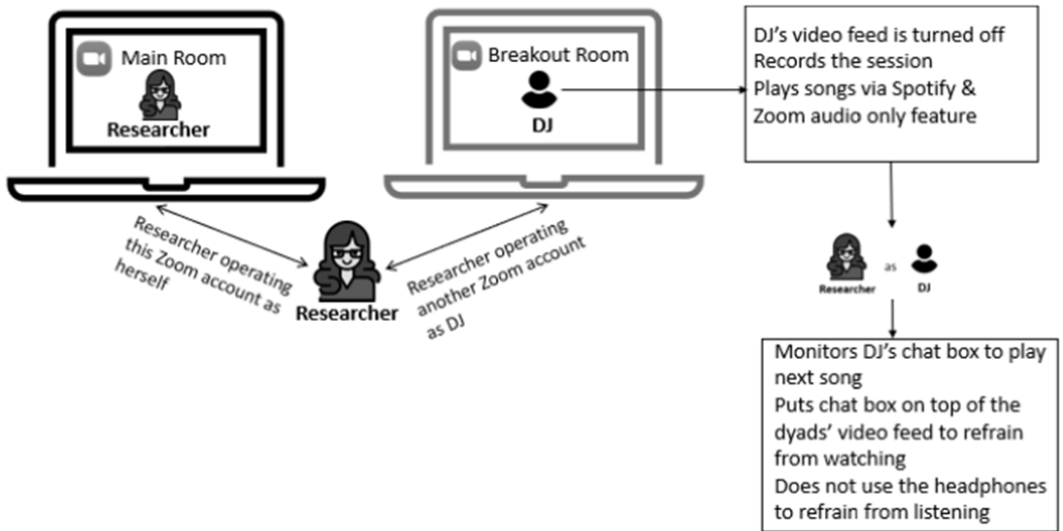 Main Room
Researcher
Breakout Room
DJ
DJ's video feed is turned off
Records the session
Plays songs via Spotify &
Zoom audio only feature
Researcher operating
this Zoom account as
herself
Researcher
Researcher operating
another Zoom account
as DJ
Researcher
as
DJ
Monitors DJ's chat box to play
next song
Puts chat box on top of the
dyads' video feed to refrain
from watching
Does not use the headphones
to refrain from listening